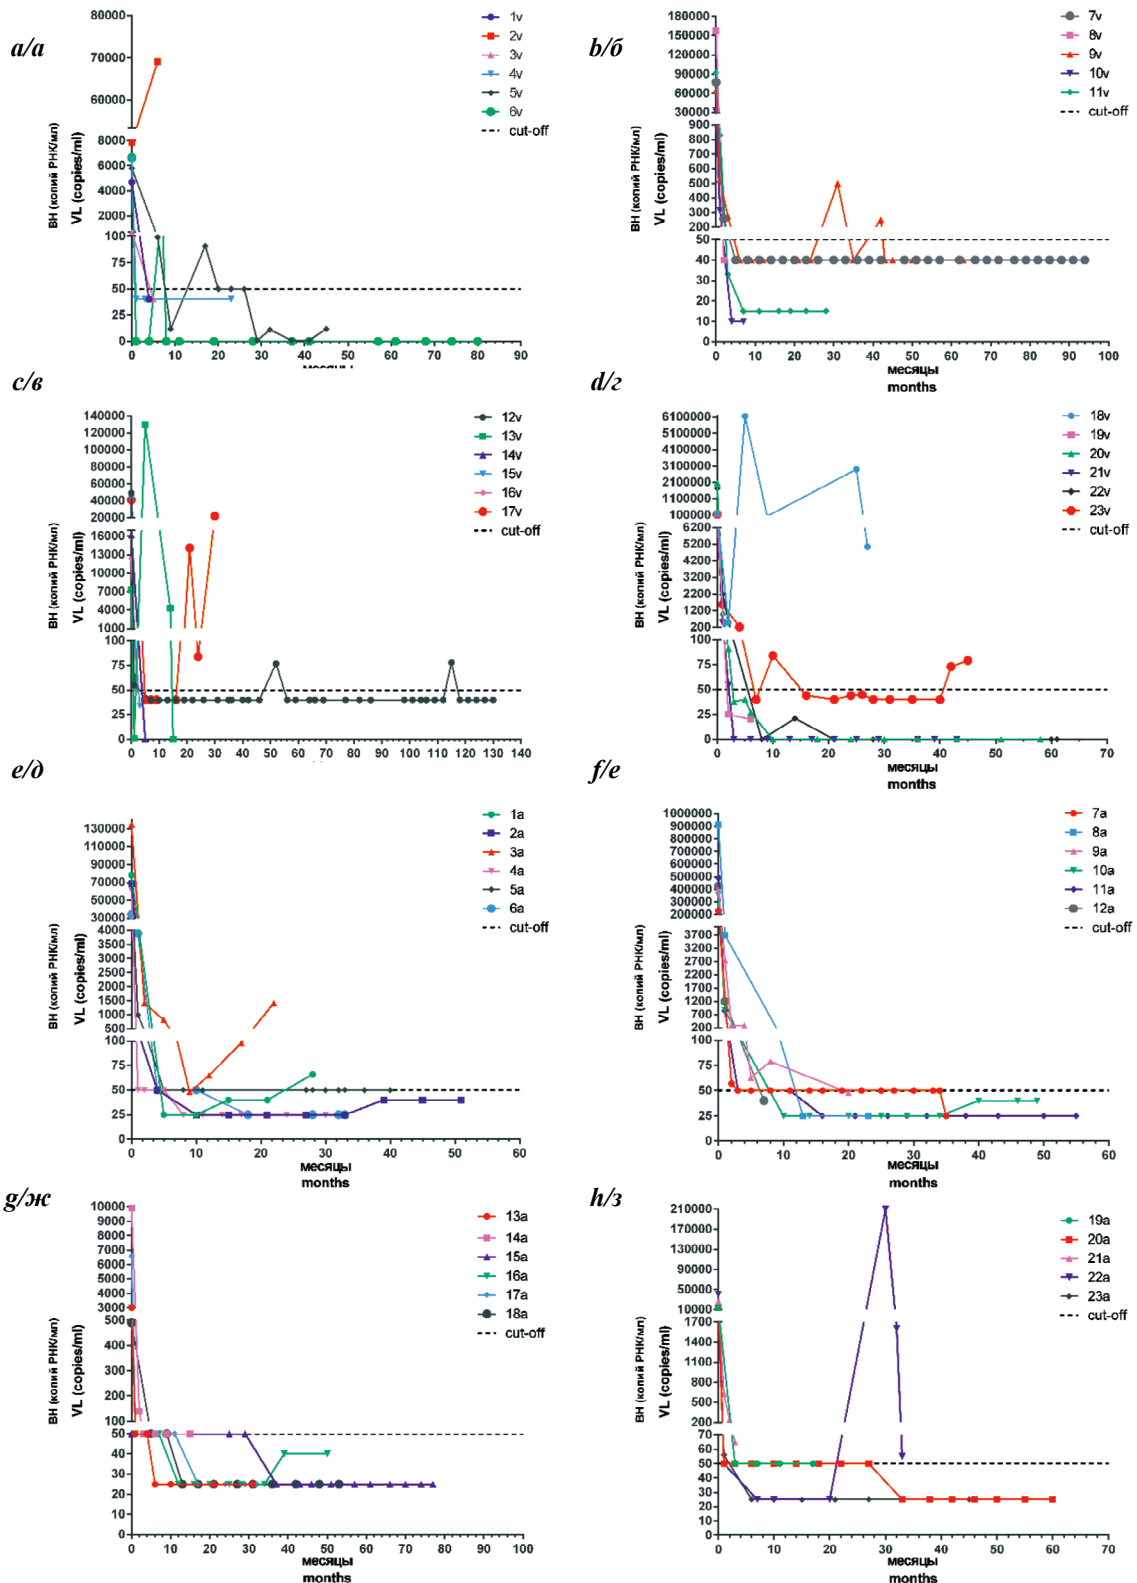 a/а
80000
70000
60000
8000
6000
4000
2000
100
75
50
25
0
ВН (копий РНК/мл)
VL (copies/ml)
0 10 20 30 40 50 60 70 80 90
месяцы
1v
2v
3v
4v
5v
6v
cut-off
b/б
180000
150000
120000
90000
60000
30000
900
800
700
600
500
400
300
200
50
40
30
20
10
0
ВН (копий РНК/мл)
VL (copies/ml)
0 10 20 30 40 50 60 70 80 90 100
месяцы
months
7v
8v
9v
10v
11v
cut-off
c/в
140000
120000
100000
80000
60000
40000
20000
16000
13000
10000
7000
4000
1000
100
75
50
25
0
ВН (копий РНК/мл)
VL (copies/ml)
0 10 20 30 40 50 60 70 80 90 100 110 120 130 140
12v
13v
14v
15v
16v
17v
cut-off
d/г
6100000
5100000
4100000
3100000
2100000
1100000
100000
6200
5200
4200
3200
2200
1200
200
100
75
50
25
0
ВН (копий РНК/мл)
VL (copies/ml)
0 10 20 30 40 50 60 70
месяцы
months
18v
19v
20v
21v
22v
23v
cut-off
e/д
130000
110000
90000
70000
50000
30000
4000
3500
3000
2500
2000
1500
1000
500
100
75
50
25
0
ВН (копий РНК/мл)
VL (copies/ml)
0 10 20 30 40 50 60
месяцы
months
1a
2a
3a
4a
5a
6a
cut-off
f/е
1000000
900000
800000
700000
600000
500000
400000
300000
200000
3700
3200
2700
2200
1700
1200
700
200
100
75
50
25
0
ВН (копий РНК/мл)
VL (copies/ml)
0 10 20 30 40 50 60
месяцы
months
7a
8a
9a
10a
11a
12a
cut-off
g/ж
10000
9000
8000
7000
6000
5000
4000
3000
500
400
300
200
100
50
40
30
20
10
0
ВН (копий РНК/мл)
VL (copies/ml)
0 10 20 30 40 50 60 70 80 90 100
месяцы
months
13a
14a
15a
16a
17a
18a
cut-off
h/з
210000
170000
130000
90000
50000
10000
1700
1400
1100
800
500
200
70
60
50
40
30
20
10
0
ВН (копий РНК/мл)
VL (copies/ml)
0 10 20 30 40 50 60 70
месяцы
months
19a
20a
21a
22a
23a
cut-off